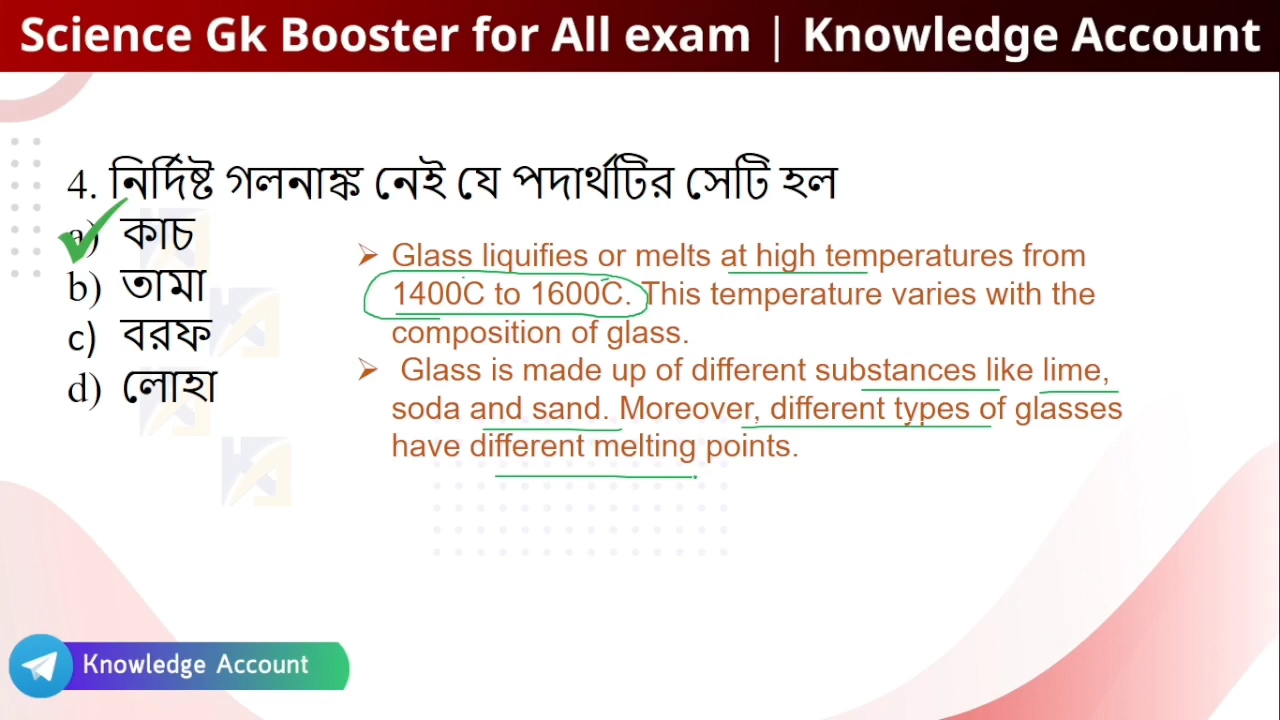 Science Gk Booster for All exam | Knowledge Account
4. নির্দিষ্ট গলনাঙ্ক নেই যে পদার্থটির সেটি হল
a) কাচ
b) তামা
c) বরফ
d) লোহা
➢ Glass liquifies or melts at high temperatures from
1400C to 1600C. This temperature varies with the
composition of glass.
➢ Glass is made up of different substances like lime,
soda and sand. Moreover, different types of glasses
have different melting points.
Knowledge Account